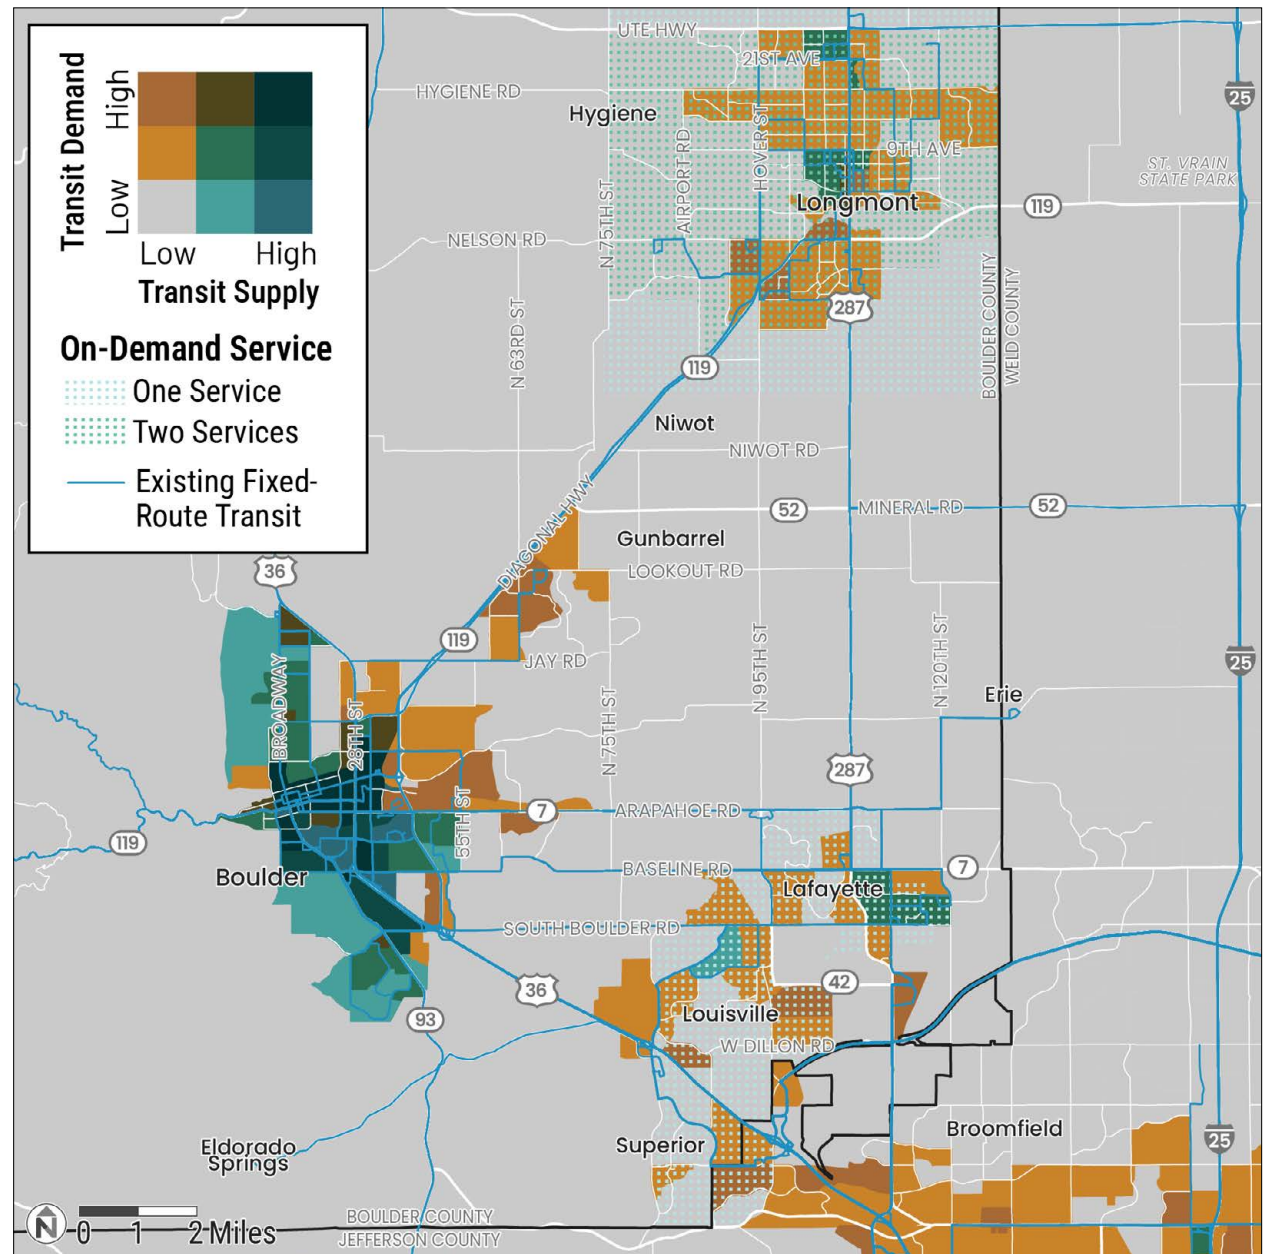 Transit Demand
High
Low
Low
High
Transit Supply
On-Demand Service
One Service
Two Services
Existing Fixed-
Route Transit
UTE HWY
21ST AVE
HYGIENE RD
Hygiene
25
HOVER ST
9TH AVE
AIRPORT RD
ST. VRAIN
STATE PARK
N 75TH ST
Longmont
119
NELSON RD
287
BOULDER COUNTY
WELD COUNTY
N 63RD ST
119
Niwot
NIWOT RD
DIAGONAL HWY
52
MINERAL RD
52
Gunbarrel
36
LOOKOUT RD
119
JAY RD
N 95TH ST
N 120TH ST
25
BROADWAY
28TH ST
N 75TH ST
Erie
287
55TH ST
7
ARAPAHOE RD
119
Boulder
BASELINE RD
7
Lafayette
SOUTH BOULDER RD
36
42
93
Louisville
W DILLON RD
Superior
Broomfield
25
Eldorado
Springs
N
0 1 2 Miles
BOULDER COUNTY
JEFFERSON COUNTY